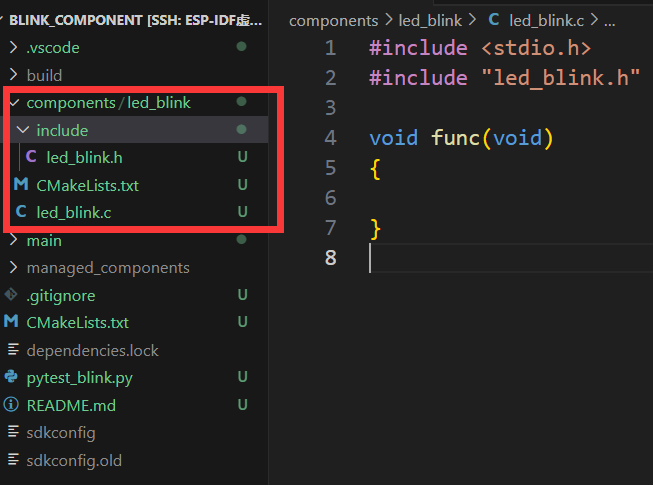 BLINK_COMPONENT [SSH: ESP-IDF虚...
.vscode
build
components / led_blink
include
C led_blink.h U
M CMakeLists.txt U
C led_blink.c U
main
managed_components
.gitignore U
M CMakeLists.txt U
dependencies.lock
pytest_blink.py U
README.md U
sdkconfig
sdkconfig.old
components > led_blink > C led_blink.c > ...
1 #include <stdio.h>
2 #include "led_blink.h"
3
4 void func(void)
5 {
6
7 }
8